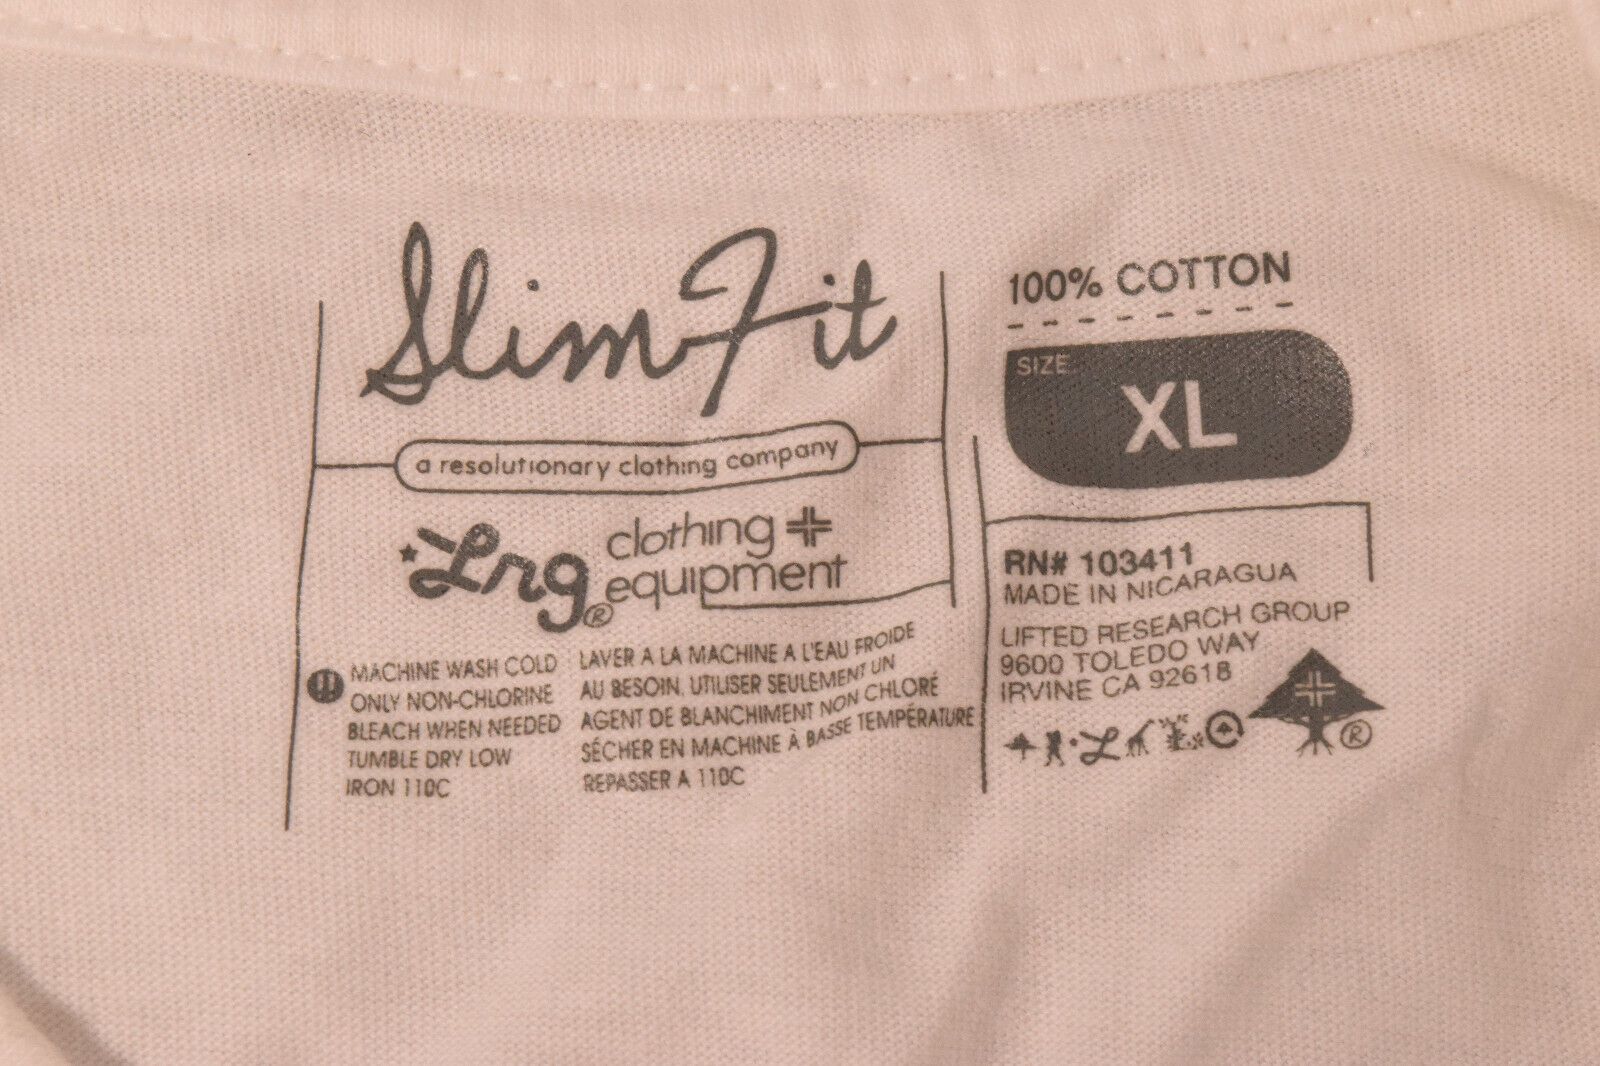 Slim Fit
a resolutionary clothing company
Lrg® clothing
equipment
MACHINE WASH COLD
ONLY NON-CHLORINE
BLEACH WHEN NEEDED
TUMBLE DRY LOW
IRON 110C
LAVER A LA MACHINE A L'EAU FROIDE
AU BESOIN, UTILISER SEULEMENT UN
AGENT DE BLANCHIMENT NON CHLORÉ
SÉCHER EN MACHINE À BASSE TEMPÉRATURE
REPASSER A 110C
100% COTTON
SIZE
XL
RN# 103411
MADE IN NICARAGUA
LIFTED RESEARCH GROUP
9600 TOLEDO WAY
IRVINE CA 92618
®